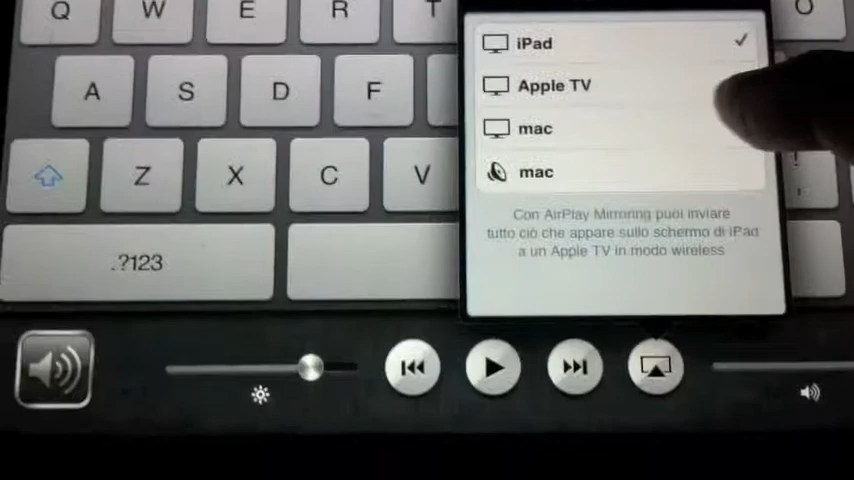 Q W E R T O
iPad
A S D F
Apple TV
mac
Z X C V !
mac
Con AirPlay Mirroring puoi inviare
tutto ciò che appare sullo schermo di iPad
a un Apple TV in modo wireless
.?123